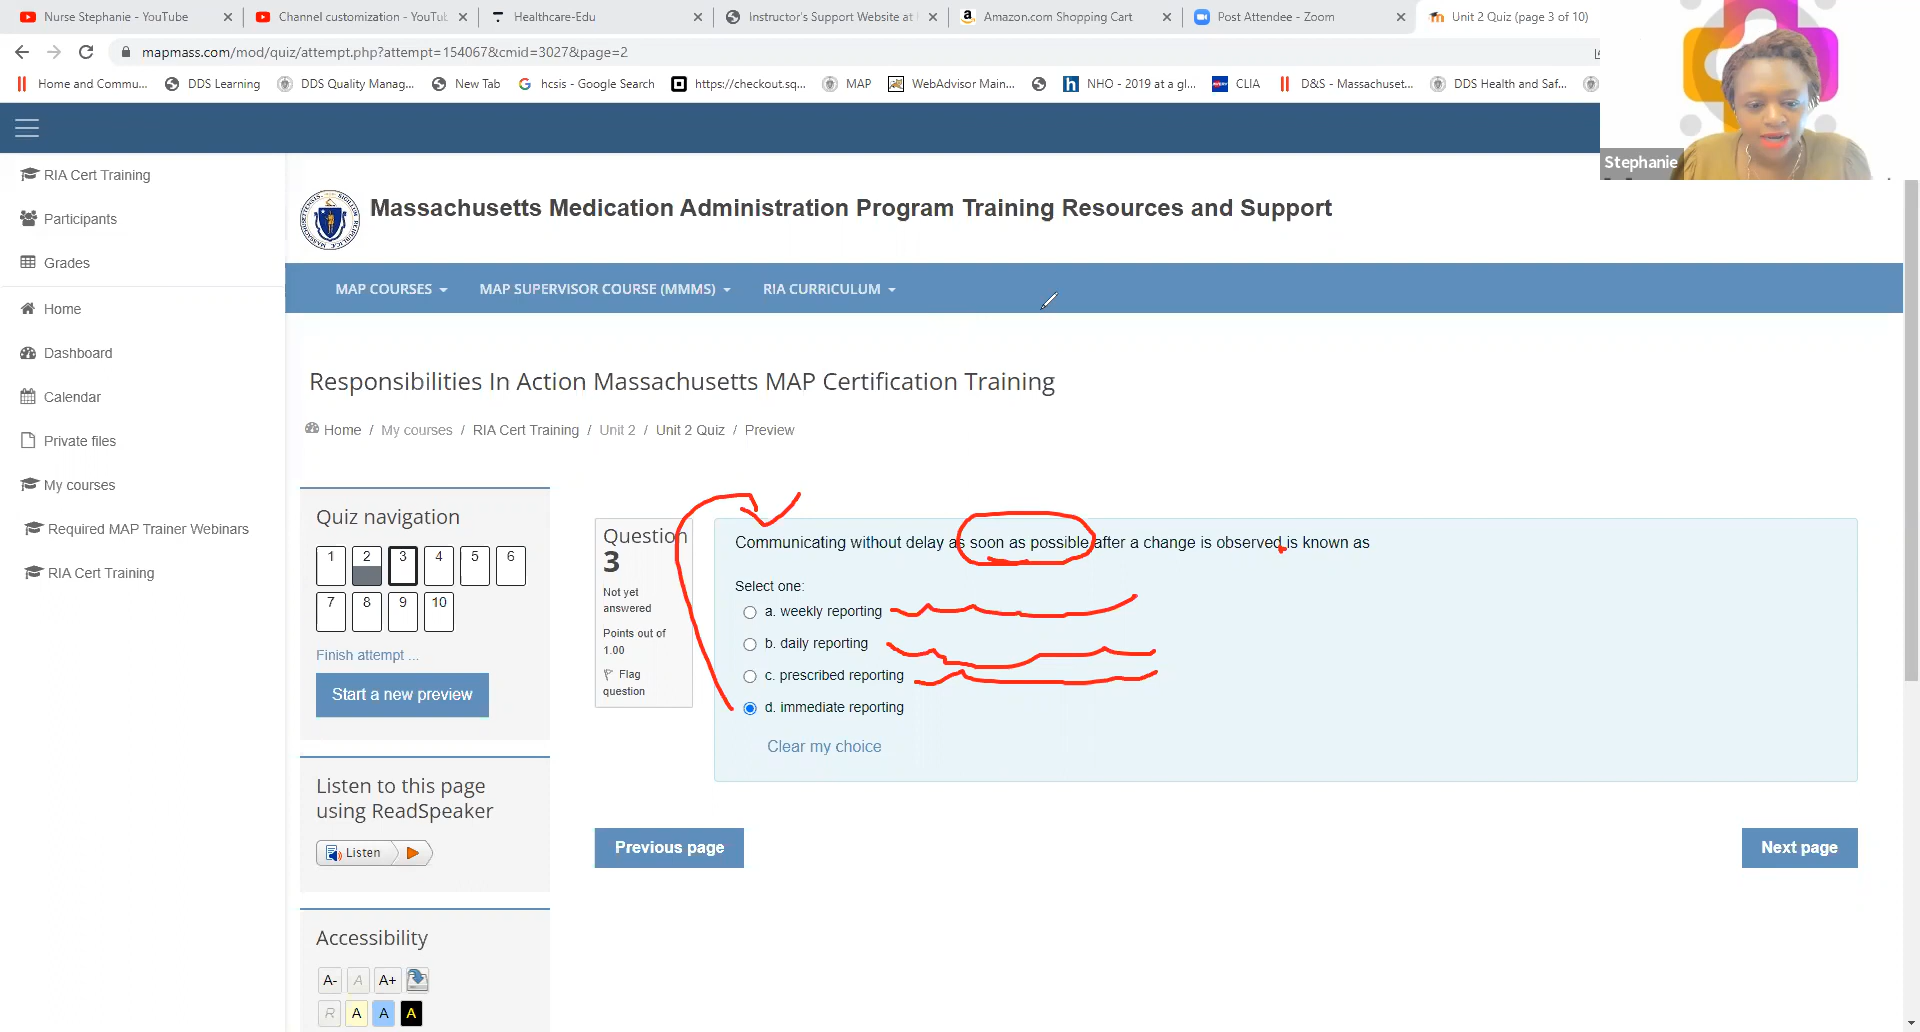 Nurse Stephanie - YouTube
Channel customization - YouTu
Healthcare-Edu
Instructor's Support Website at
Amazon.com Shopping Cart
Post Attendee - Zoom
Unit 2 Quiz (page 3 of 10)
mapmass.com/mod/quiz/attempt.php?attempt=154067&cmid=3027&page=2
Home and Commu...
DDS Learning
DDS Quality Manag...
New Tab
hcsis - Google Search
https://checkout.sq...
MAP
WebAdvisor Main...
NHO - 2019 at a gl...
CLIA
D&S - Massachuset...
DDS Health and Saf...
Stephanie
RIA Cert Training
Participants
Grades
Home
Dashboard
Calendar
Private files
My courses
Required MAP Trainer Webinars
RIA Cert Training
Massachusetts Medication Administration Program Training Resources and Support
MAP COURSES
MAP SUPERVISOR COURSE (MMMS)
RIA CURRICULUM
Responsibilities In Action Massachusetts MAP Certification Training
Home / My courses / RIA Cert Training / Unit 2 / Unit 2 Quiz / Preview
Quiz navigation
1 2 3 4 5 6
7 8 9 10
Finish attempt ...
Start a new preview
Listen to this page
using ReadSpeaker
Listen
Accessibility
A- A A+
R A A A
Question
3
Not yet
answered
Points out of
1.00
Flag
question
Communicating without delay as soon as possible after a change is observed is known as
Select one:
a. weekly reporting
b. daily reporting
c. prescribed reporting
d. immediate reporting
Clear my choice
Previous page
Next page